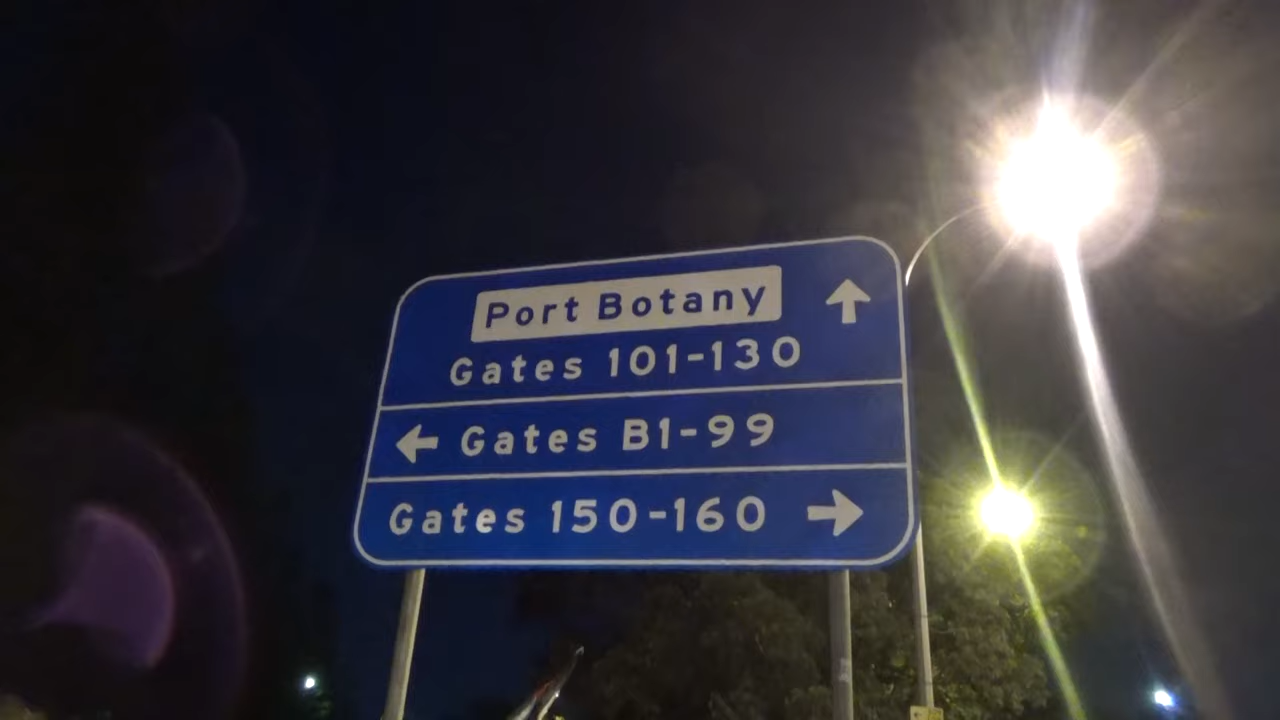 Port Botany
Gates 101-130
Gates B1-99
Gates 150-160